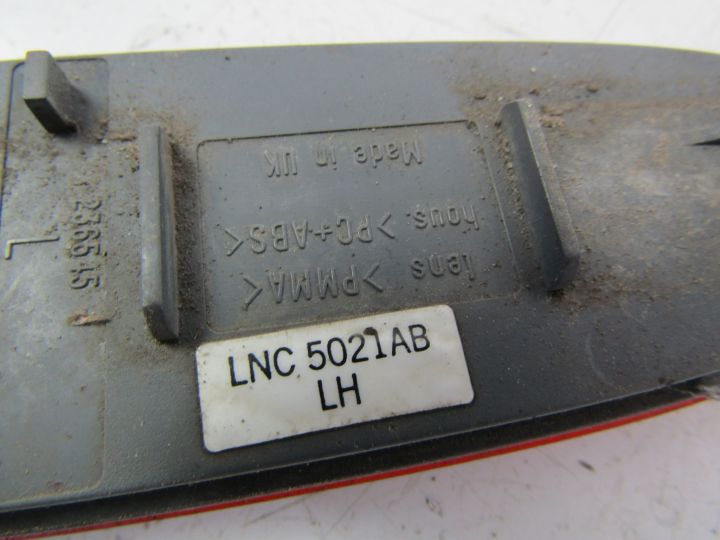 lens >PMMA<
hous >PC+ABS<
Made in UK
236545
L
LNC 5021AB
LH